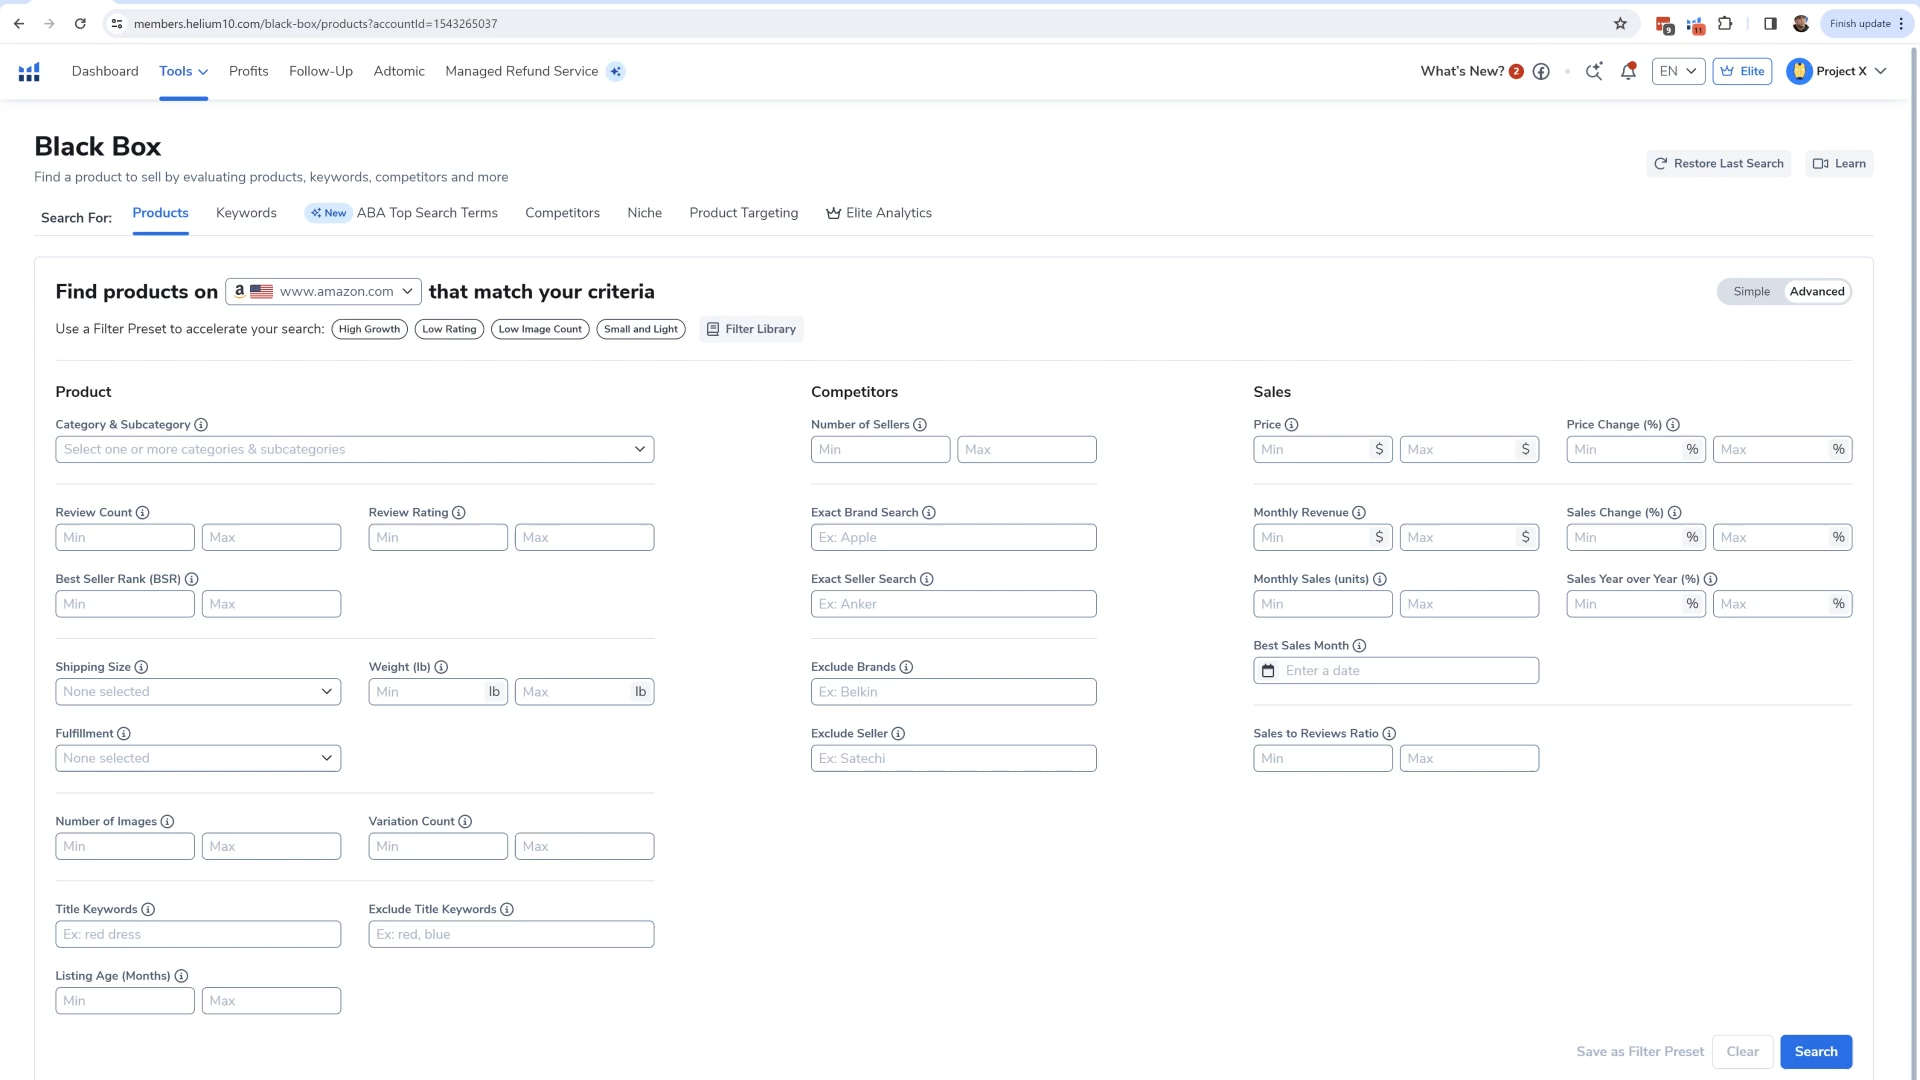 members.helium10.com/black-box/products?accountId=1543265037
9
11
Finish update
Dashboard
Tools
Profits
Follow-Up
Adtomic
Managed Refund Service
What's New?
2
EN
Elite
Project X
Black Box
Find a product to sell by evaluating products, keywords, competitors and more
Restore Last Search
Learn
Search For:
Products
Keywords
New
ABA Top Search Terms
Competitors
Niche
Product Targeting
Elite Analytics
Find products on
a
www.amazon.com
that match your criteria
Simple
Advanced
Use a Filter Preset to accelerate your search:
High Growth
Low Rating
Low Image Count
Small and Light
Filter Library
Product
Category & Subcategory
Select one or more categories & subcategories
Review Count
Min
Max
Review Rating
Min
Max
Best Seller Rank (BSR)
Min
Max
Shipping Size
None selected
Weight (lb)
Min lb
Max lb
Fulfillment
None selected
Number of Images
Min
Max
Variation Count
Min
Max
Title Keywords
Ex: red dress
Exclude Title Keywords
Ex: red, blue
Listing Age (Months)
Min
Max
Competitors
Number of Sellers
Min
Max
Exact Brand Search
Ex: Apple
Exact Seller Search
Ex: Anker
Exclude Brands
Ex: Belkin
Exclude Seller
Ex: Satechi
Sales
Price
Min $
Max $
Price Change (%)
Min %
Max %
Monthly Revenue
Min $
Max $
Sales Change (%)
Min %
Max %
Monthly Sales (units)
Min
Max
Sales Year over Year (%)
Min %
Max %
Best Sales Month
Enter a date
Sales to Reviews Ratio
Min
Max
Save as Filter Preset
Clear
Search